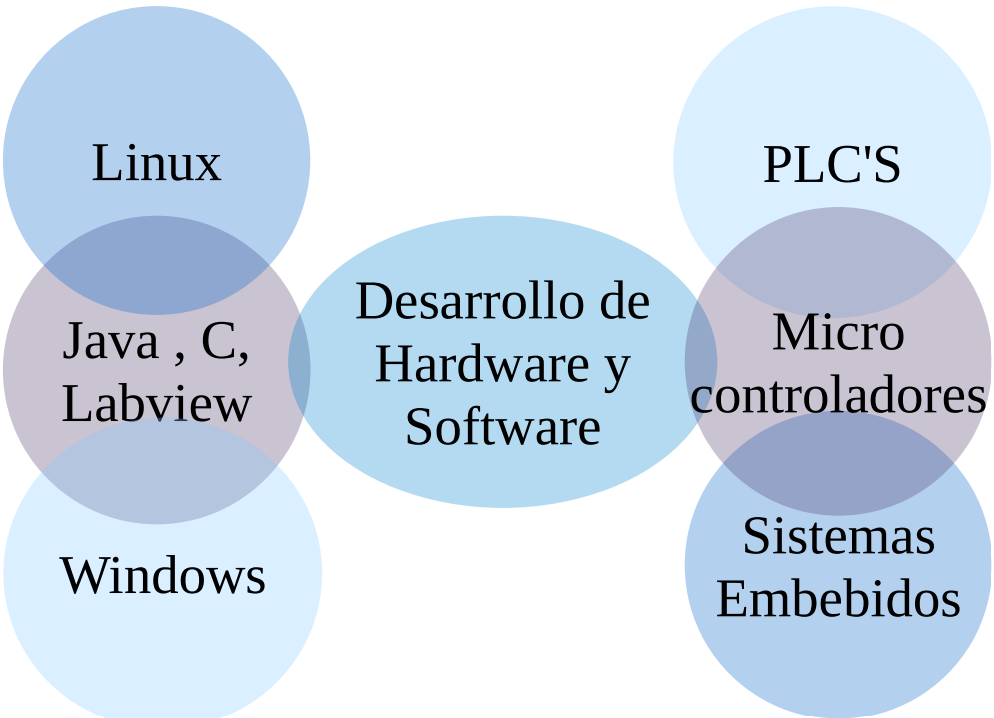 Linux
Java , C,
Labview
Windows
Desarrollo de
Hardware y
Software
PLC'S
Micro
controladores
Sistemas
Embebidos